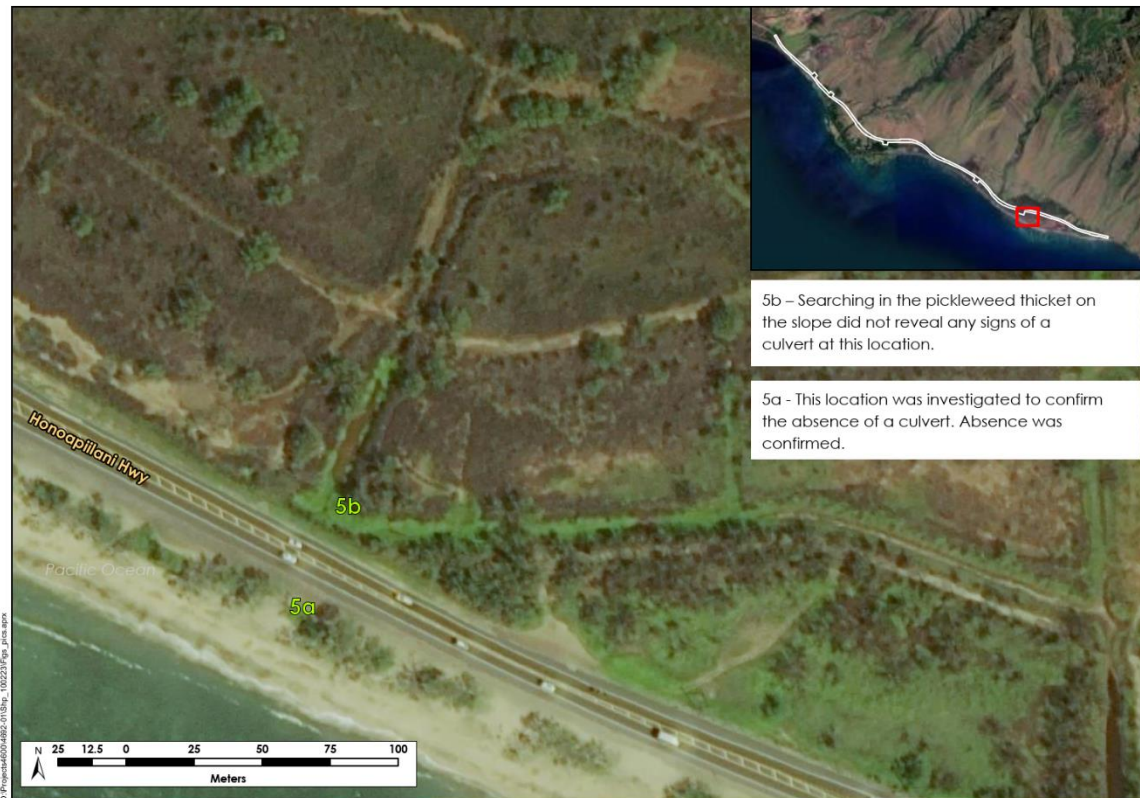 5b – Searching in the pickleweed thicket on
the slope did not reveal any signs of a
culvert at this location.
5a - This location was investigated to confirm
the absence of a culvert. Absence was
confirmed.
Honoapiilani Hwy
5b
Pacific Ocean
5a
N
25 12.5 0 25 50 75 100
Meters